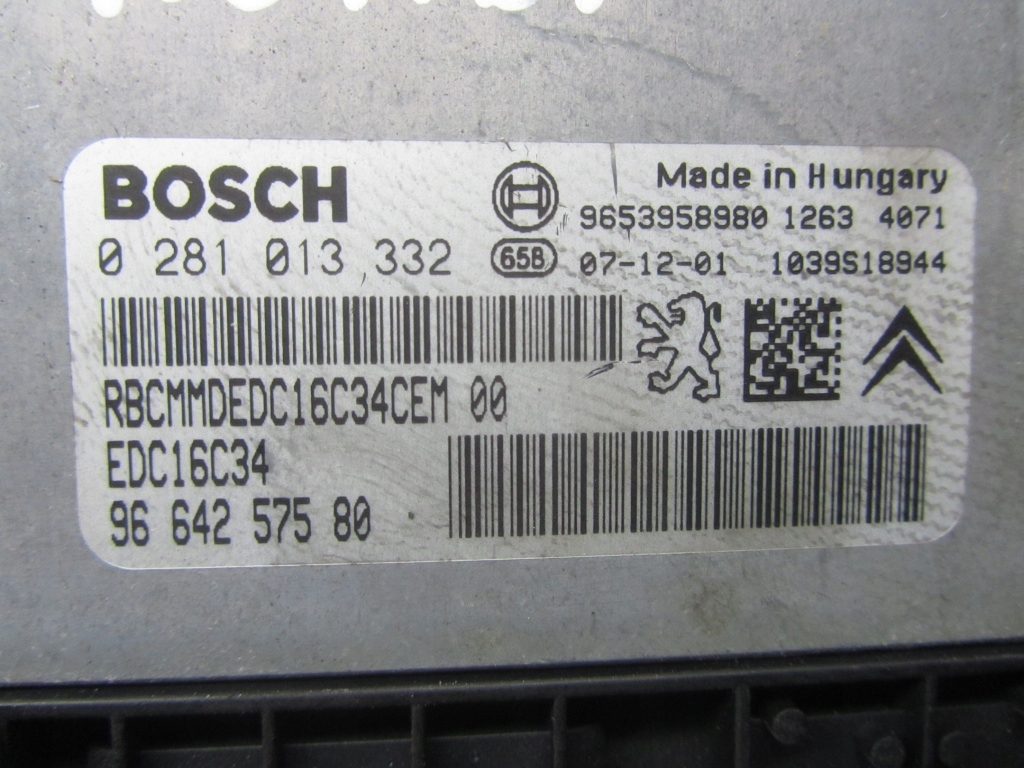 BOSCH
Made in Hungary
9653958980 1263 4071
0 281 013 332
65B 07-12-01 1039S18944
RBCMMDEDC16C34CEM 00
EDC16C34
96 642 575 80